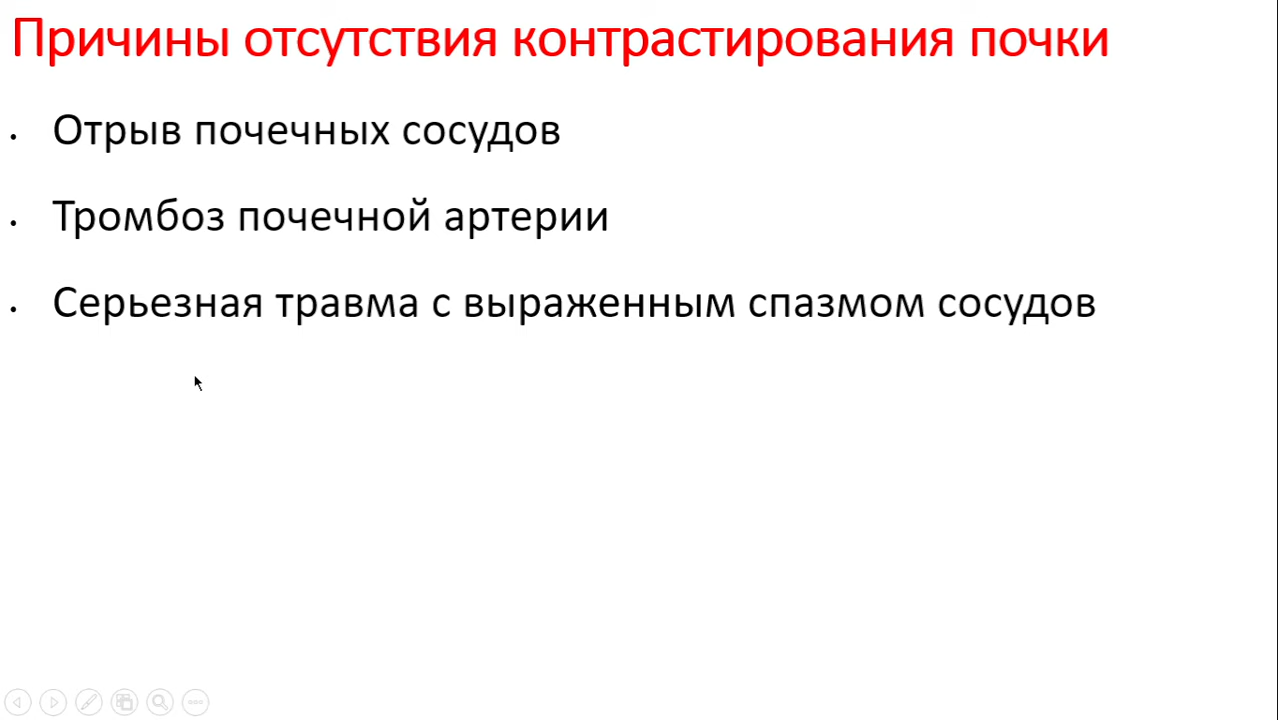 Причины отсутствия контрастирования почки
• Отрыв почечных сосудов
• Тромбоз почечной артерии
• Серьезная травма с выраженным спазмом сосудов